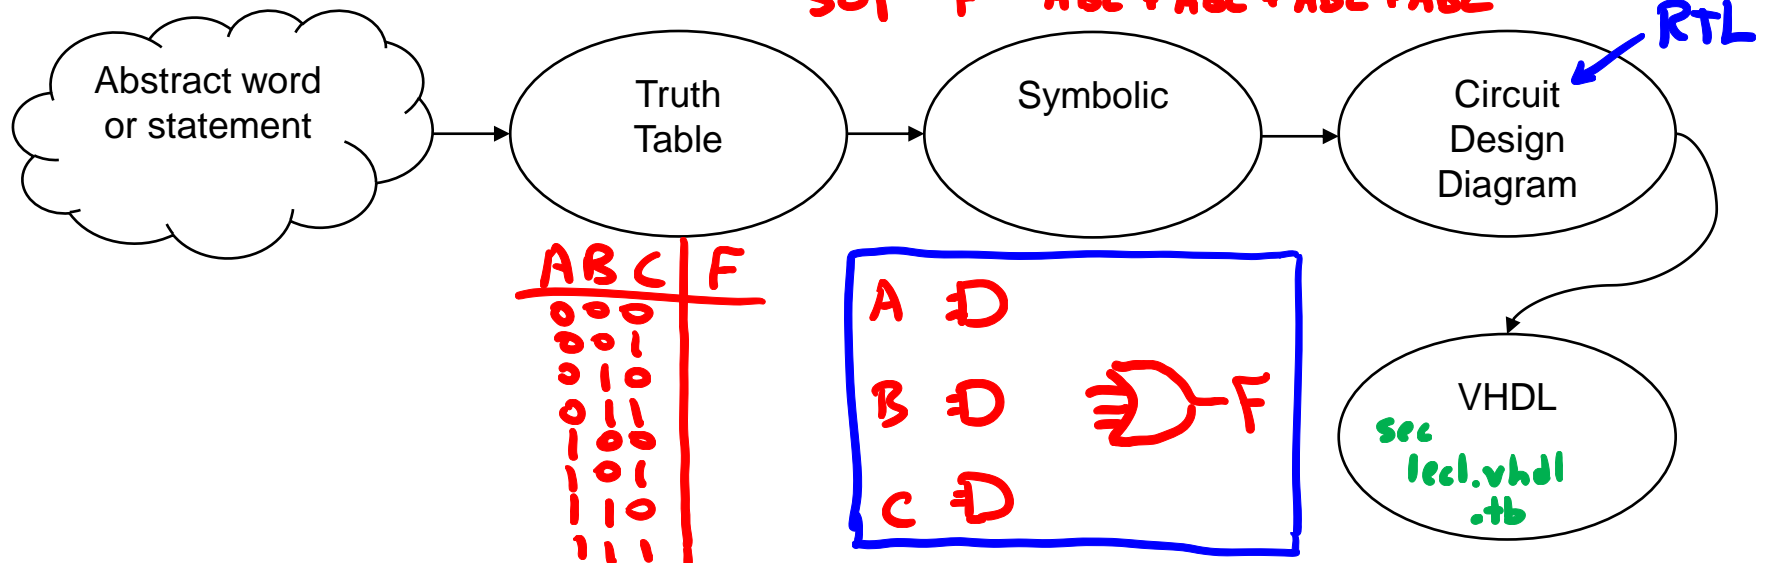 RTL
Abstract word
or statement
Truth
Table
Symbolic
Circuit
Design
Diagram
A B C F
0 0 0
0 0 1
0 1 0
0 1 1
1 0 0
1 0 1
1 1 0
1 1 1
A
B
F
C
VHDL
see
lec1.vhdl
.tb